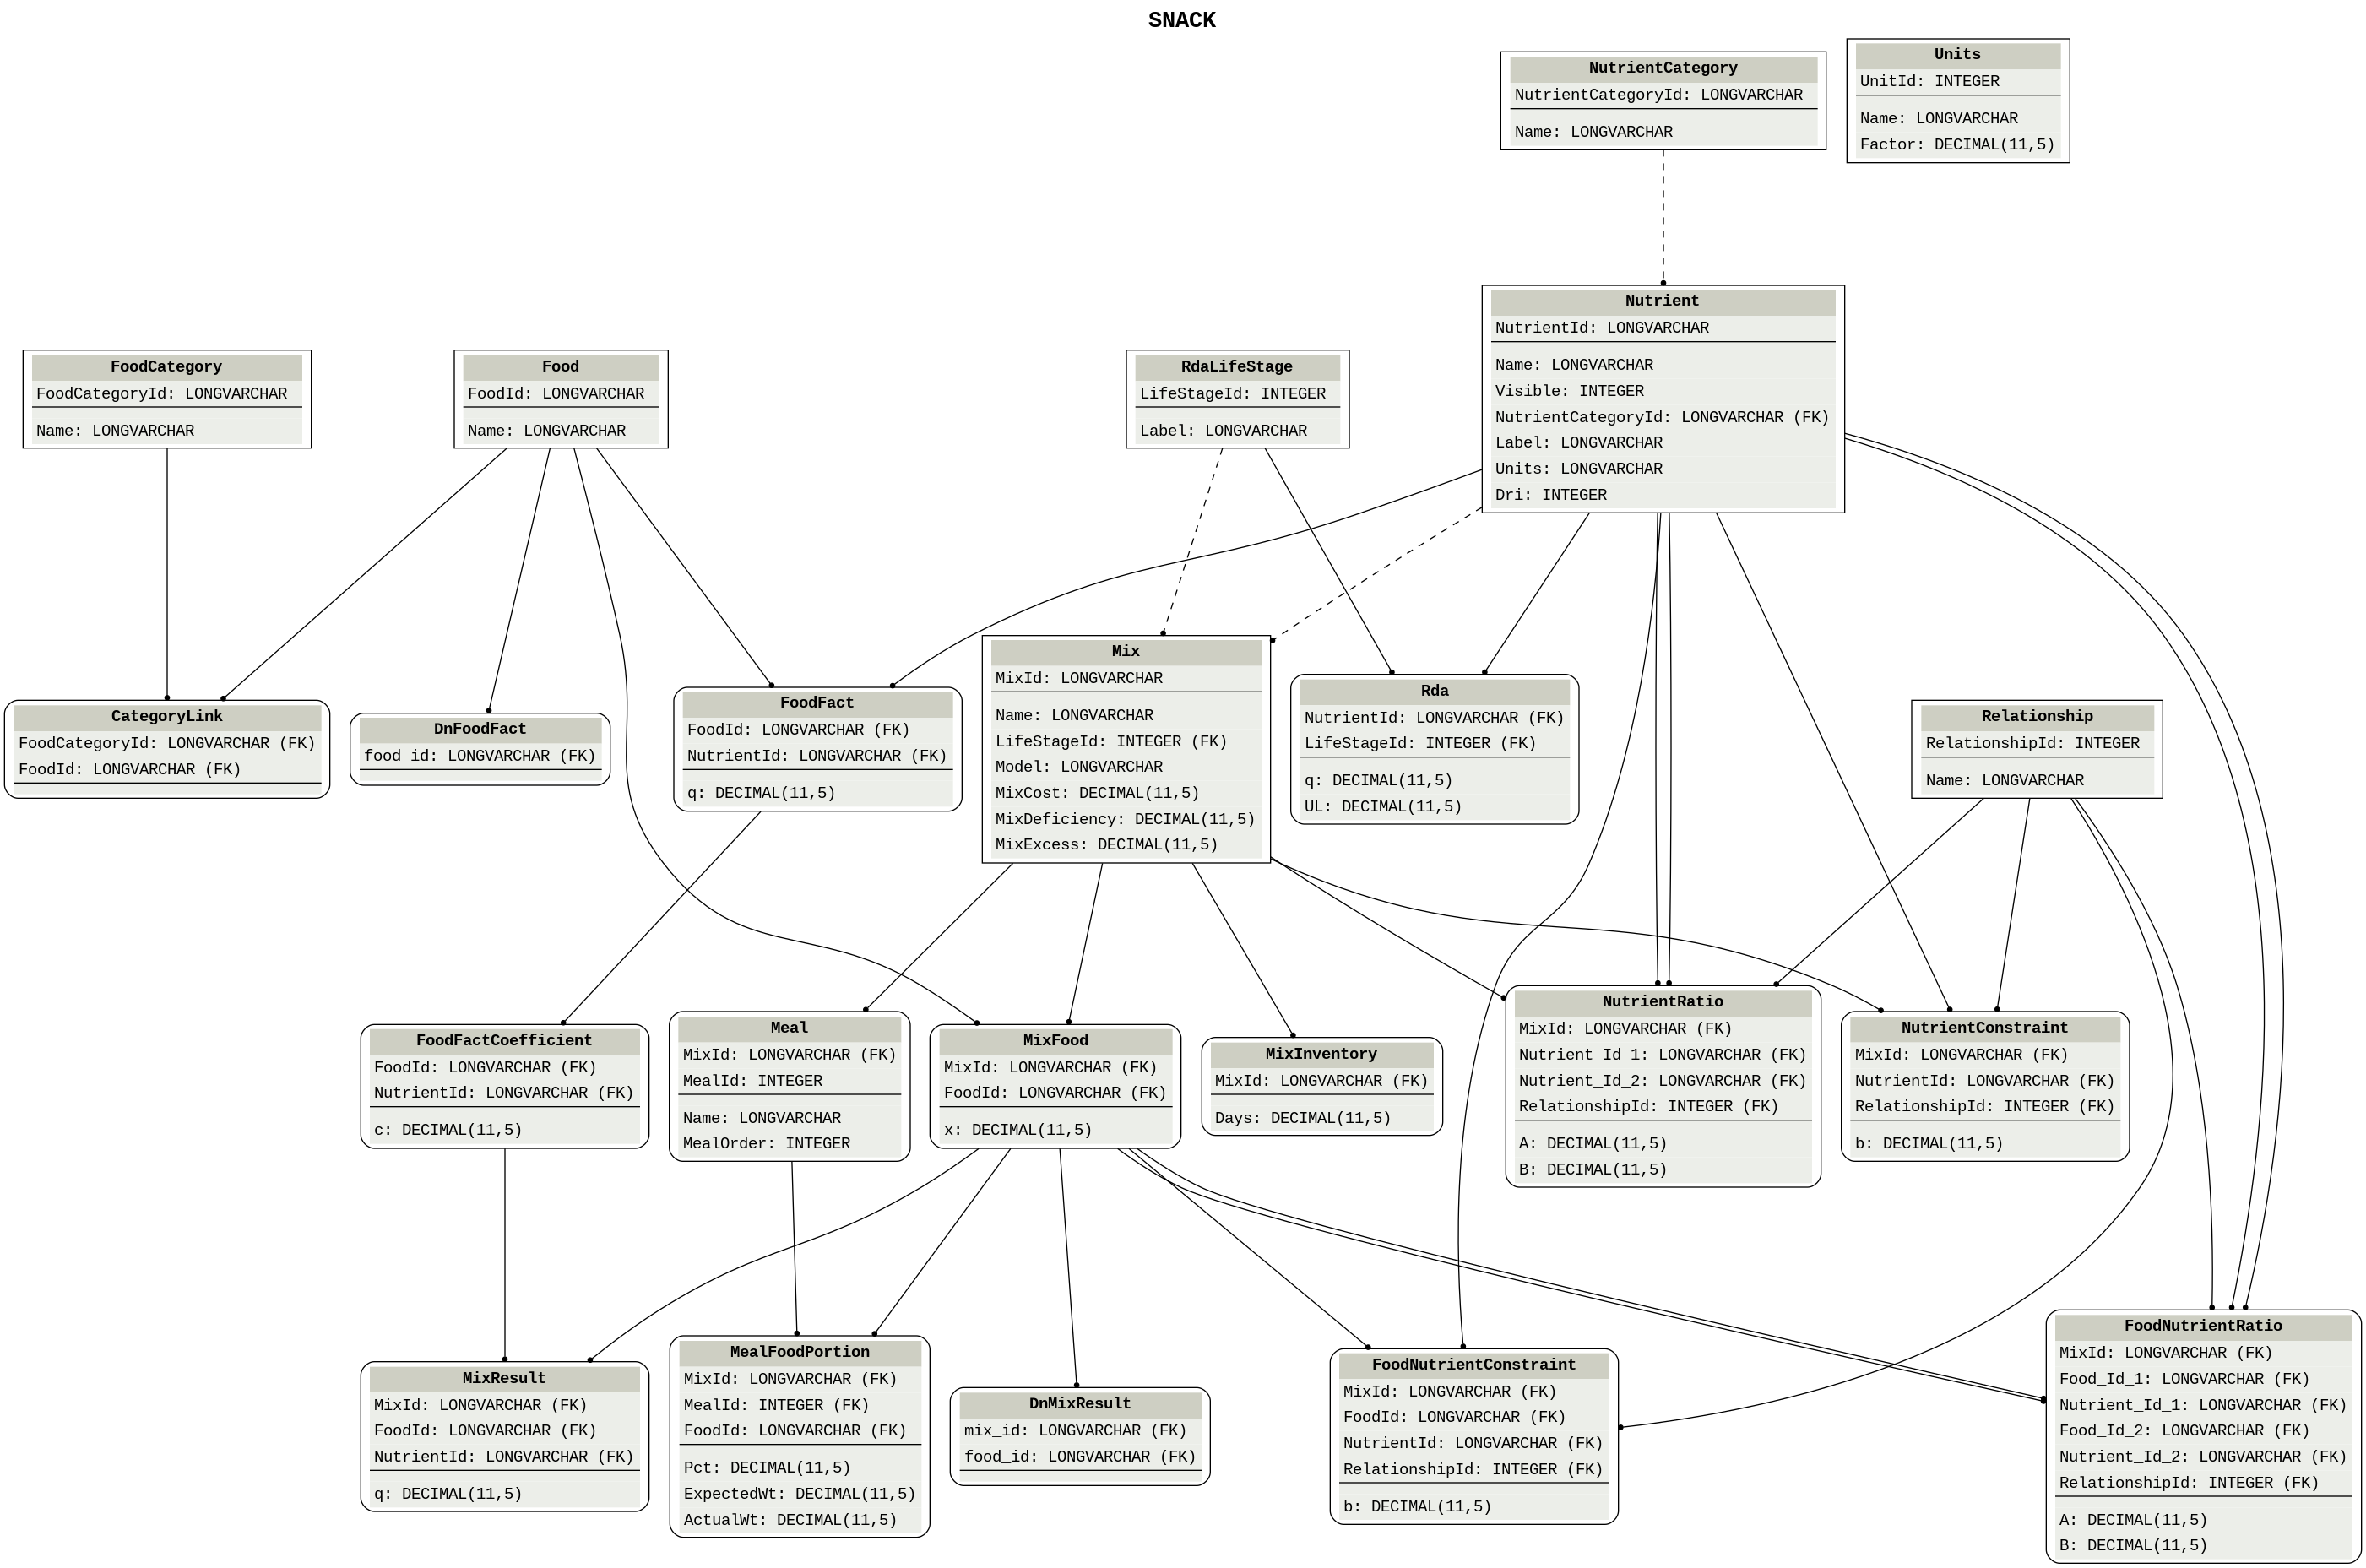 SNACK
NutrientCategory
NutrientCategoryId: LONGVARCHAR
Name: LONGVARCHAR
Units
UnitId: INTEGER
Name: LONGVARCHAR
Factor: DECIMAL(11,5)
Nutrient
NutrientId: LONGVARCHAR
Name: LONGVARCHAR
Visible: INTEGER
NutrientCategoryId: LONGVARCHAR (FK)
Label: LONGVARCHAR
Units: LONGVARCHAR
Dri: INTEGER
FoodCategory
FoodCategoryId: LONGVARCHAR
Name: LONGVARCHAR
Food
FoodId: LONGVARCHAR
Name: LONGVARCHAR
RdaLifeStage
LifeStageId: INTEGER
Label: LONGVARCHAR
CategoryLink
FoodCategoryId: LONGVARCHAR (FK)
FoodId: LONGVARCHAR (FK)
DnFoodFact
food_id: LONGVARCHAR (FK)
FoodFact
FoodId: LONGVARCHAR (FK)
NutrientId: LONGVARCHAR (FK)
q: DECIMAL(11,5)
Mix
MixId: LONGVARCHAR
Name: LONGVARCHAR
LifeStageId: INTEGER (FK)
Model: LONGVARCHAR
MixCost: DECIMAL(11,5)
MixDeficiency: DECIMAL(11,5)
MixExcess: DECIMAL(11,5)
Rda
NutrientId: LONGVARCHAR (FK)
LifeStageId: INTEGER (FK)
q: DECIMAL(11,5)
UL: DECIMAL(11,5)
Relationship
RelationshipId: INTEGER
Name: LONGVARCHAR
FoodFactCoefficient
FoodId: LONGVARCHAR (FK)
NutrientId: LONGVARCHAR (FK)
c: DECIMAL(11,5)
Meal
MixId: LONGVARCHAR (FK)
MealId: INTEGER
Name: LONGVARCHAR
MealOrder: INTEGER
MixFood
MixId: LONGVARCHAR (FK)
FoodId: LONGVARCHAR (FK)
x: DECIMAL(11,5)
MixInventory
MixId: LONGVARCHAR (FK)
Days: DECIMAL(11,5)
NutrientRatio
MixId: LONGVARCHAR (FK)
Nutrient_Id_1: LONGVARCHAR (FK)
Nutrient_Id_2: LONGVARCHAR (FK)
RelationshipId: INTEGER (FK)
A: DECIMAL(11,5)
B: DECIMAL(11,5)
NutrientConstraint
MixId: LONGVARCHAR (FK)
NutrientId: LONGVARCHAR (FK)
RelationshipId: INTEGER (FK)
b: DECIMAL(11,5)
MixResult
MixId: LONGVARCHAR (FK)
FoodId: LONGVARCHAR (FK)
NutrientId: LONGVARCHAR (FK)
q: DECIMAL(11,5)
MealFoodPortion
MixId: LONGVARCHAR (FK)
MealId: INTEGER (FK)
FoodId: LONGVARCHAR (FK)
Pct: DECIMAL(11,5)
ExpectedWt: DECIMAL(11,5)
ActualWt: DECIMAL(11,5)
DnMixResult
mix_id: LONGVARCHAR (FK)
food_id: LONGVARCHAR (FK)
FoodNutrientConstraint
MixId: LONGVARCHAR (FK)
FoodId: LONGVARCHAR (FK)
NutrientId: LONGVARCHAR (FK)
RelationshipId: INTEGER (FK)
b: DECIMAL(11,5)
FoodNutrientRatio
MixId: LONGVARCHAR (FK)
Food_Id_1: LONGVARCHAR (FK)
Nutrient_Id_1: LONGVARCHAR (FK)
Food_Id_2: LONGVARCHAR (FK)
Nutrient_Id_2: LONGVARCHAR (FK)
RelationshipId: INTEGER (FK)
A: DECIMAL(11,5)
B: DECIMAL(11,5)